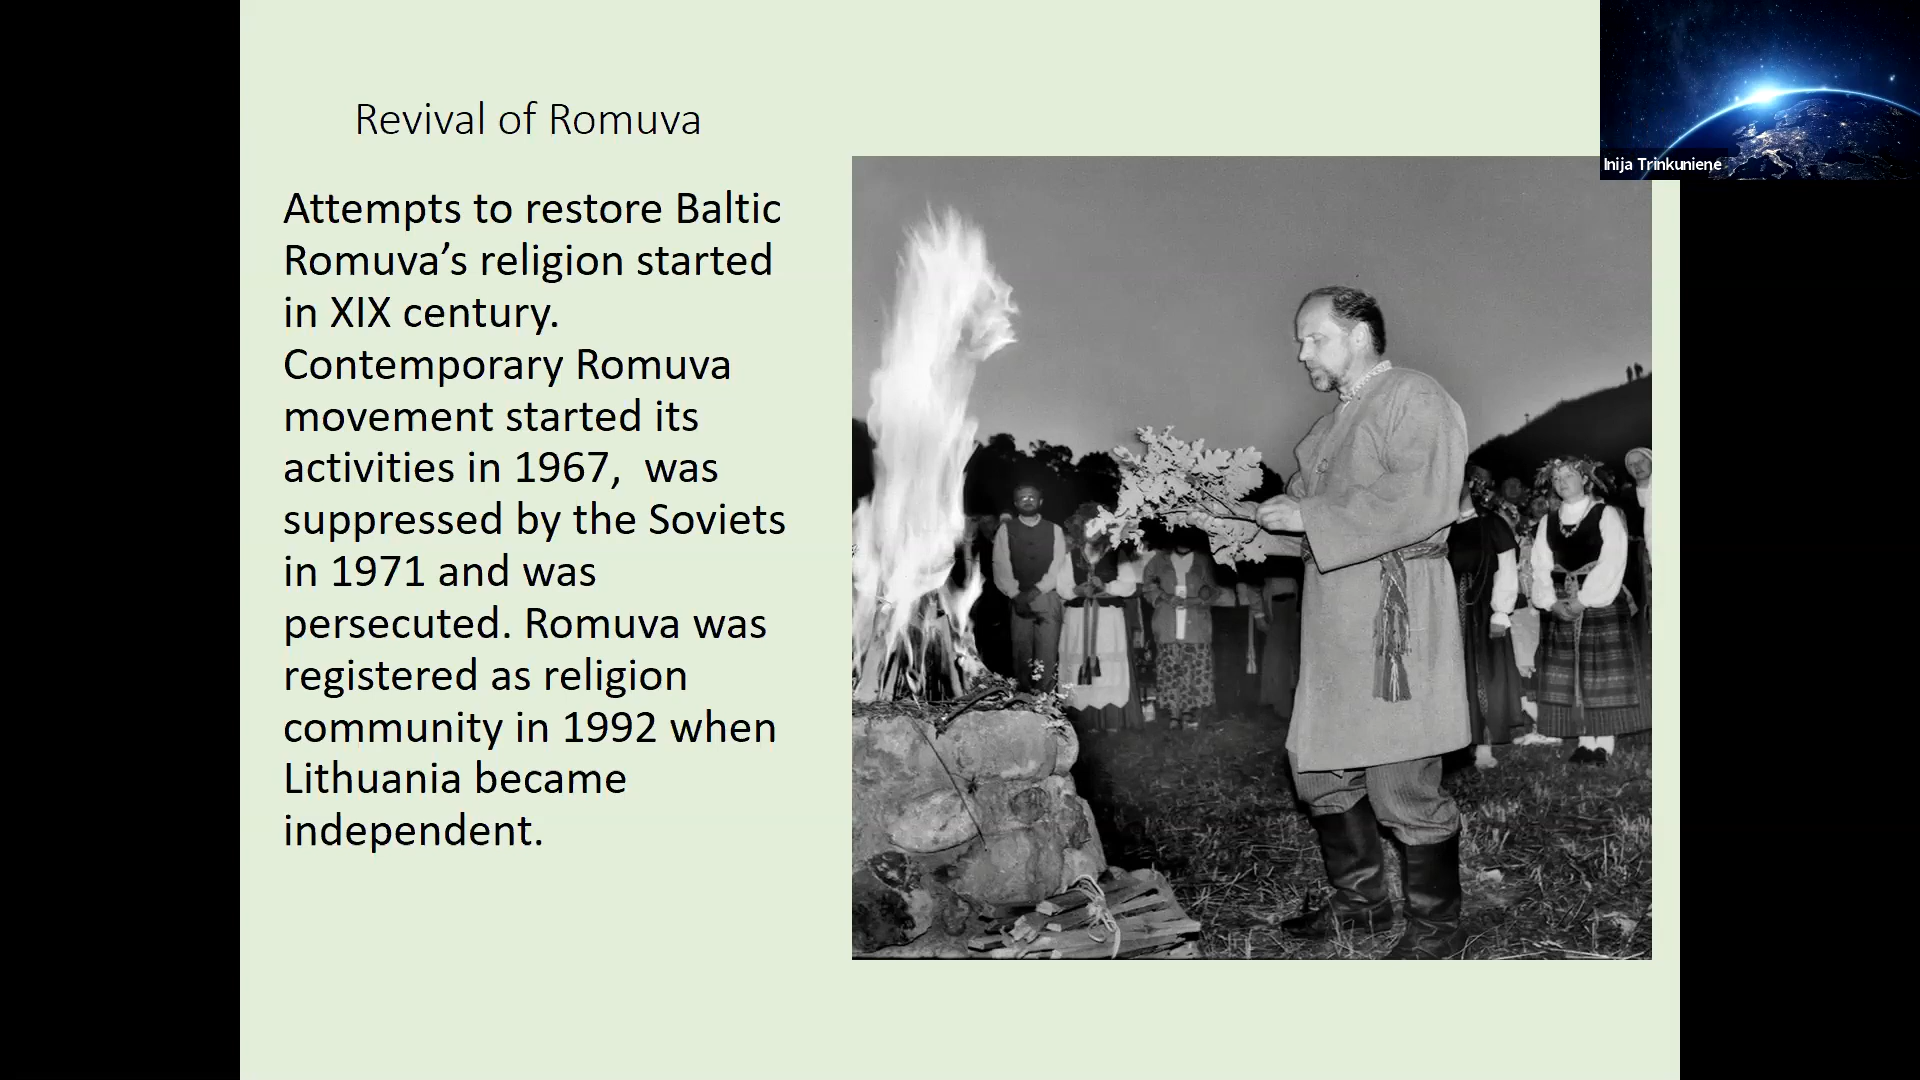 Revival of Romuva
Attempts to restore Baltic
Romuva’s religion started
in XIX century.
Contemporary Romuva
movement started its
activities in 1967,  was
suppressed by the Soviets
in 1971 and was
persecuted. Romuva was
registered as religion
community in 1992 when
Lithuania became
independent.
Inija Trinkunienę